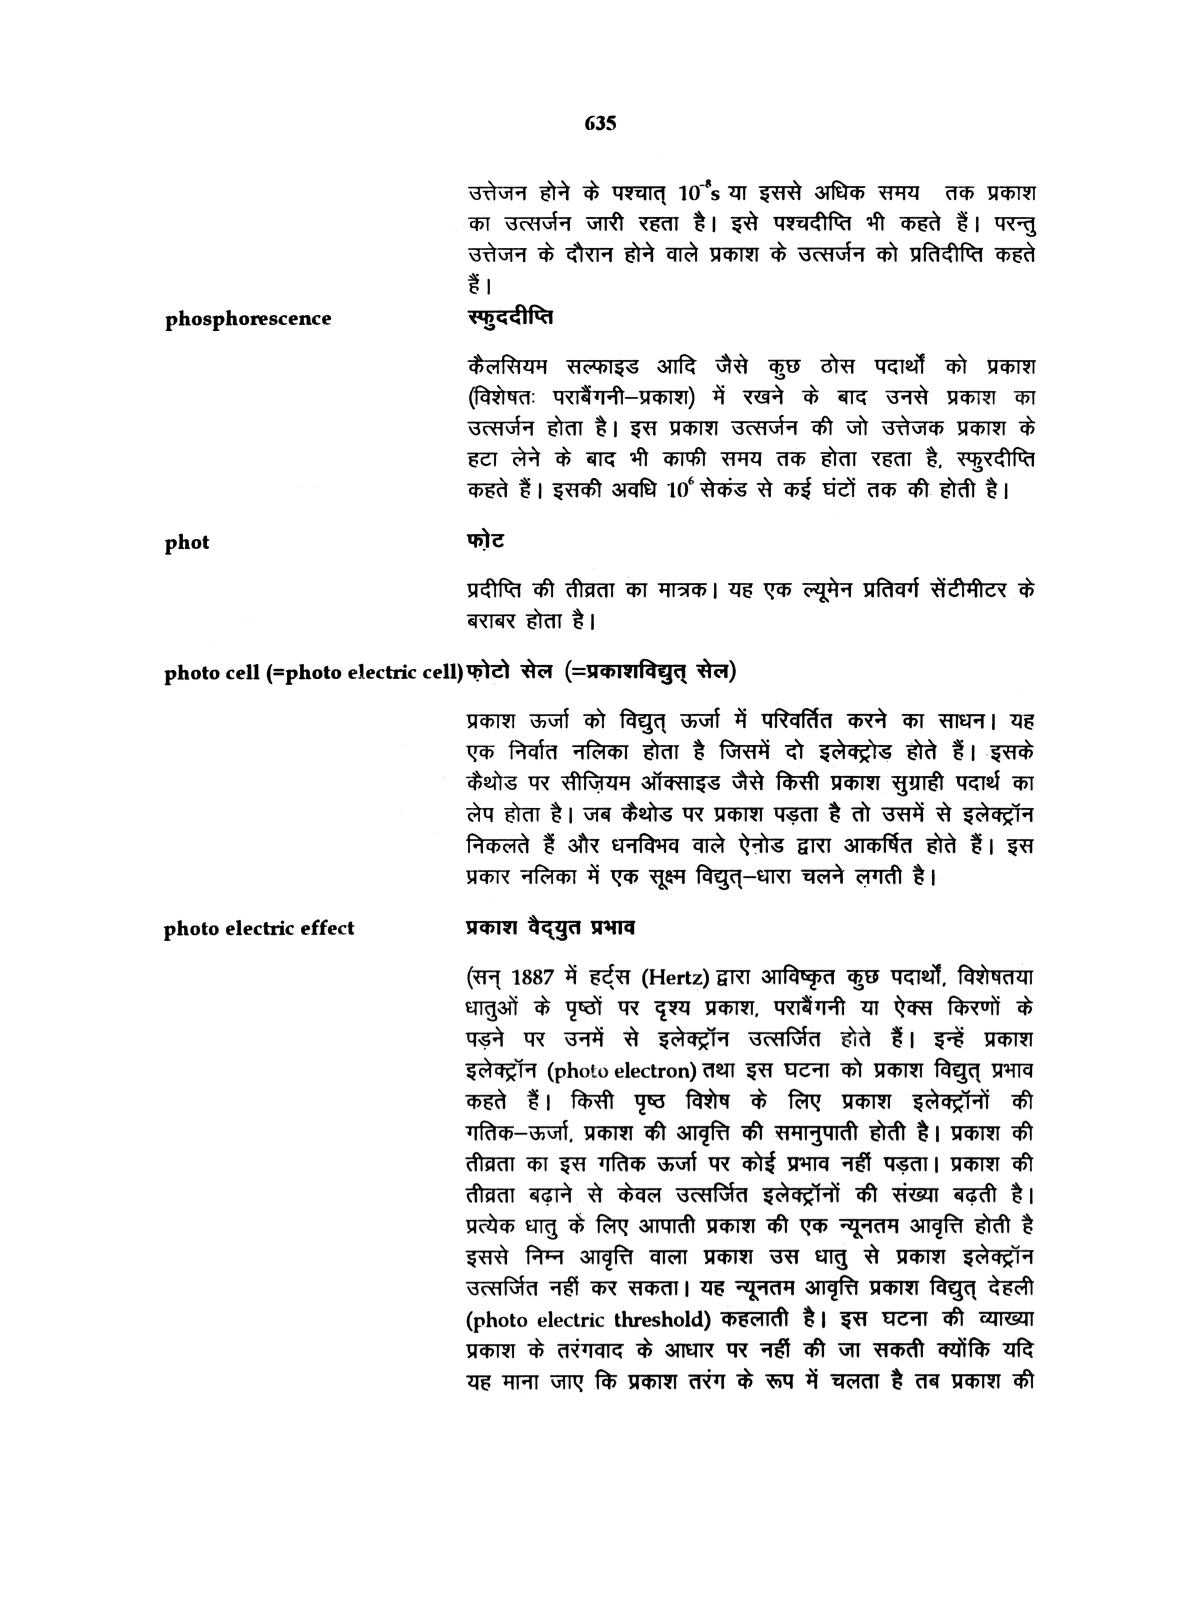 635
उत्तेजन होने के पश्चात् 10⁻⁸s या इससे अधिक समय तक प्रकाश
का उत्सर्जन जारी रहता है। इसे पश्चदीप्ति भी कहते हैं। परन्तु
उत्तेजन के दौरान होने वाले प्रकाश के उत्सर्जन को प्रतिदीप्ति कहते
हैं।
phosphorescence स्फुददीप्ति
कैलसियम सल्फाइड आदि जैसे कुछ ठोस पदार्थों को प्रकाश
(विशेषतः पराबैंगनी–प्रकाश) में रखने के बाद उनसे प्रकाश का
उत्सर्जन होता है। इस प्रकाश उत्सर्जन की जो उत्तेजक प्रकाश के
हटा लेने के बाद भी काफी समय तक होता रहता है, स्फुरदीप्ति
कहते हैं। इसकी अवधि 10⁶ सेकंड से कई घंटों तक की होती है।
phot फो़ट
प्रदीप्ति की तीव्रता का मात्रक। यह एक ल्यूमेन प्रतिवर्ग सेंटीमीटर के
बराबर होता है।
photo cell (=photo electric cell) फ़ोटो सेल (=प्रकाशविद्युत् सेल)
प्रकाश ऊर्जा को विद्युत् ऊर्जा में परिवर्तित करने का साधन। यह
एक निर्वात नलिका होता है जिसमें दो इलेक्ट्रोड होते हैं। इसके
कैथोड पर सीज़ियम ऑक्साइड जैसे किसी प्रकाश सुग्राही पदार्थ का
लेप होता है। जब कैथोड पर प्रकाश पड़ता है तो उसमें से इलेक्ट्रॉन
निकलते हैं और धनविभव वाले ऐनोड द्वारा आकर्षित होते हैं। इस
प्रकार नलिका में एक सूक्ष्म विद्युत्–धारा चलने लगती है।
photo electric effect प्रकाश वैद्‌युत प्रभाव
(सन् 1887 में हर्ट्स (Hertz) द्वारा आविष्कृत कुछ पदार्थों, विशेषतया
धातुओं के पृष्ठों पर दृश्य प्रकाश, पराबैंगनी या ऐक्स किरणों के
पड़ने पर उनमें से इलेक्ट्रॉन उत्सर्जित होते हैं। इन्हें प्रकाश
इलेक्ट्रॉन (photo electron) तथा इस घटना को प्रकाश विद्युत् प्रभाव
कहते हैं। किसी पृष्ठ विशेष के लिए प्रकाश इलेक्ट्रॉनों की
गतिक–ऊर्जा, प्रकाश की आवृत्ति की समानुपाती होती है। प्रकाश की
तीव्रता का इस गतिक ऊर्जा पर कोई प्रभाव नहीं पड़ता। प्रकाश की
तीव्रता बढ़ाने से केवल उत्सर्जित इलेक्ट्रॉनों की संख्या बढ़ती है।
प्रत्येक धातु के लिए आपाती प्रकाश की एक न्यूनतम आवृत्ति होती है
इससे निम्न आवृत्ति वाला प्रकाश उस धातु से प्रकाश इलेक्ट्रॉन
उत्सर्जित नहीं कर सकता। यह न्यूनतम आवृत्ति प्रकाश विद्युत् देहली
(photo electric threshold) कहलाती है। इस घटना की व्याख्या
प्रकाश के तरंगवाद के आधार पर नहीं की जा सकती क्योंकि यदि
यह माना जाए कि प्रकाश तरंग के रूप में चलता है तब प्रकाश की